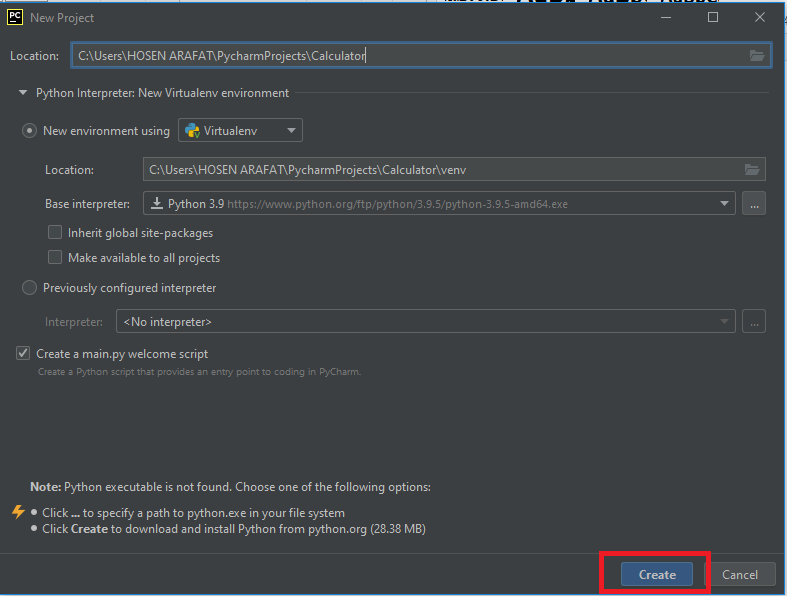 PC New Project
Location: C:\Users\HOSEN ARAFAT\PycharmProjects\Calculator
Python Interpreter: New Virtualenv environment
New environment using Virtualenv
Location: C:\Users\HOSEN ARAFAT\PycharmProjects\Calculator\venv
Base interpreter: Python 3.9 https://www.python.org/ftp/python/3.9.5/python-3.9.5-amd64.exe ...
Inherit global site-packages
Make available to all projects
Previously configured interpreter
Interpreter: <No interpreter> ...
Create a main.py welcome script
Create a Python script that provides an entry point to coding in PyCharm.
Note: Python executable is not found. Choose one of the following options:
• Click ... to specify a path to python.exe in your file system
• Click Create to download and install Python from python.org (28.38 MB)
Create Cancel